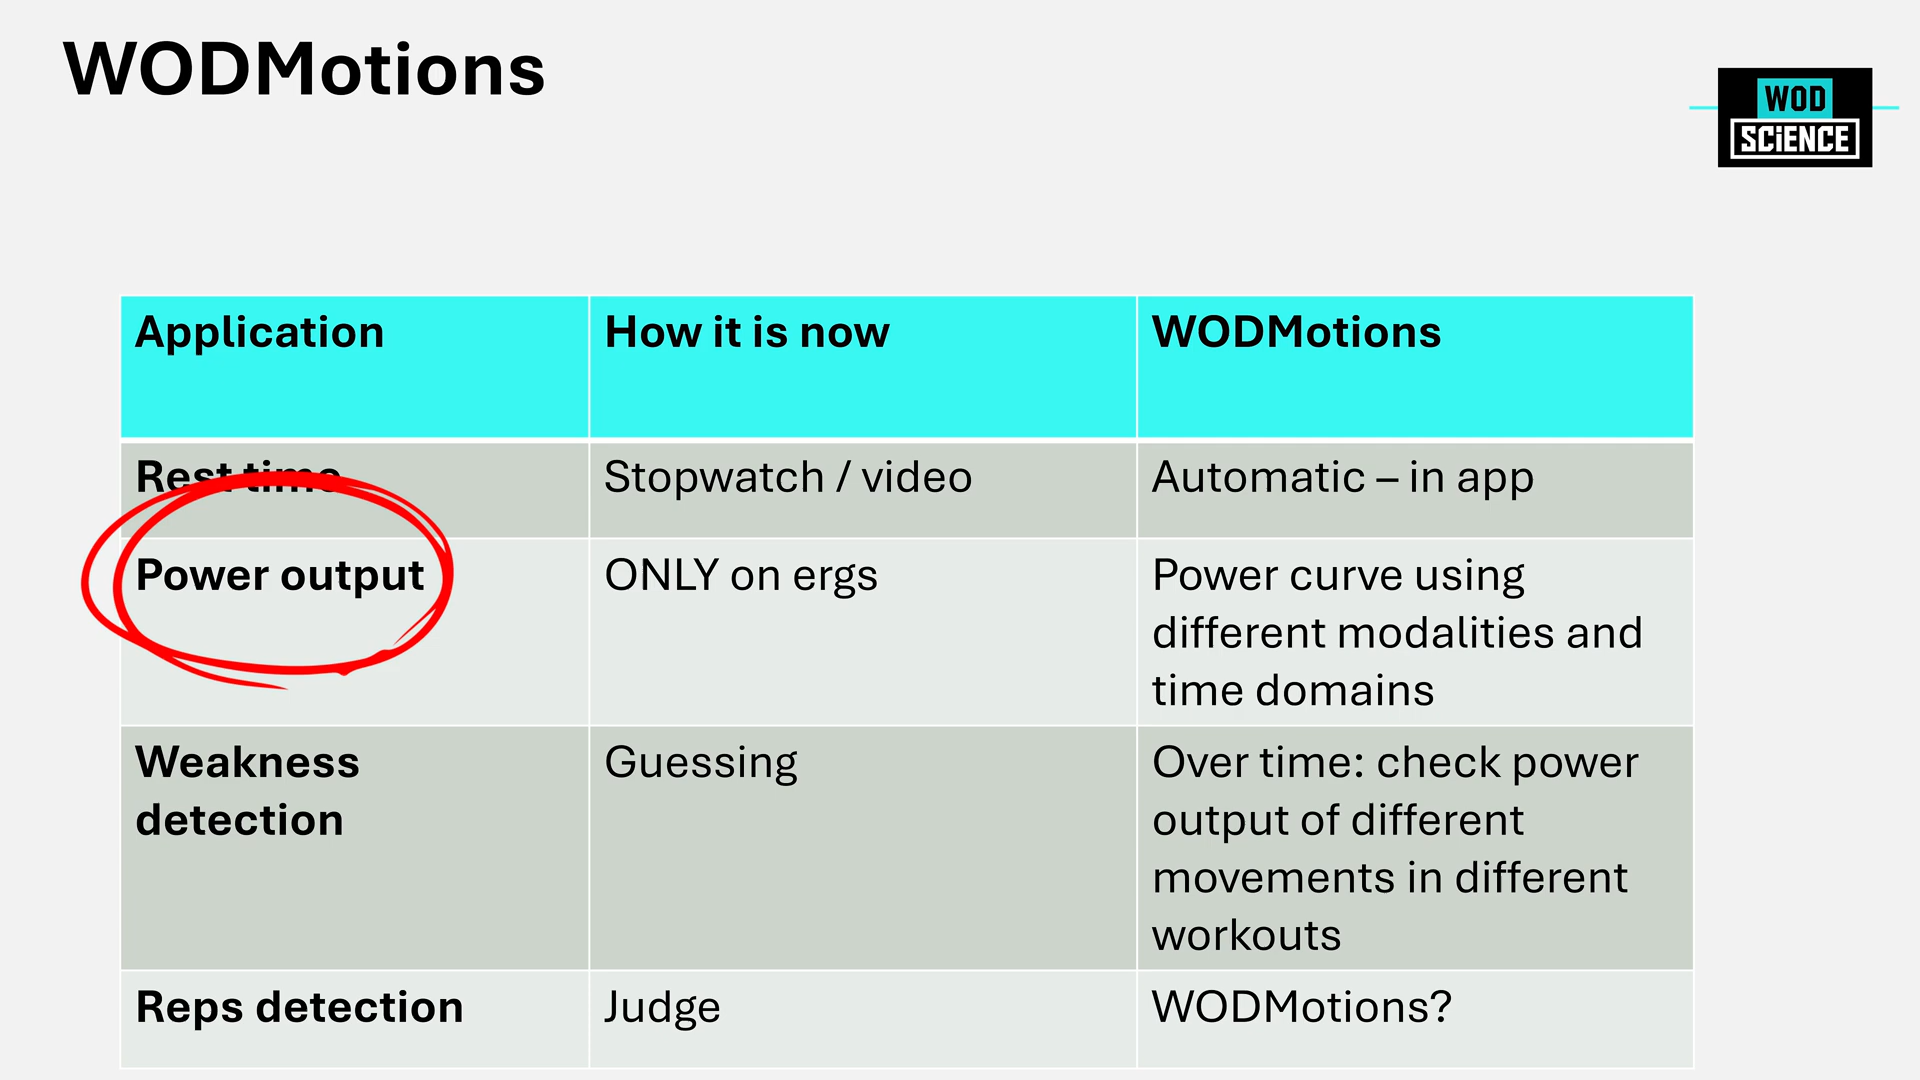 WODMotions
WOD
SCiENCE
Application
How it is now
WODMotions
Rest time
Stopwatch / video
Automatic – in app
Power output
ONLY on ergs
Power curve using
different modalities and
time domains
Weakness
detection
Guessing
Over time: check power
output of different
movements in different
workouts
Reps detection
Judge
WODMotions?